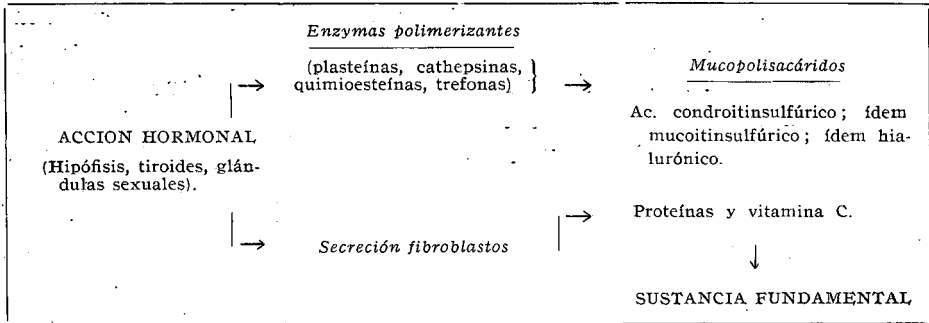 Enzymas polimerizantes
(plasteínas, cathepsinas,
quimioesteínas, trefonas)
Mucopolisacáridos
Ac. condroitinsulfúrico; ídem
mucoitinsulfúrico; ídem hia-
lurónico.
ACCION HORMONAL
(Hipófisis, tiroides, glán-
dulas sexuales).
Proteínas y vitamina C.
Secreción fibroblastos
SUSTANCIA FUNDAMENTAL